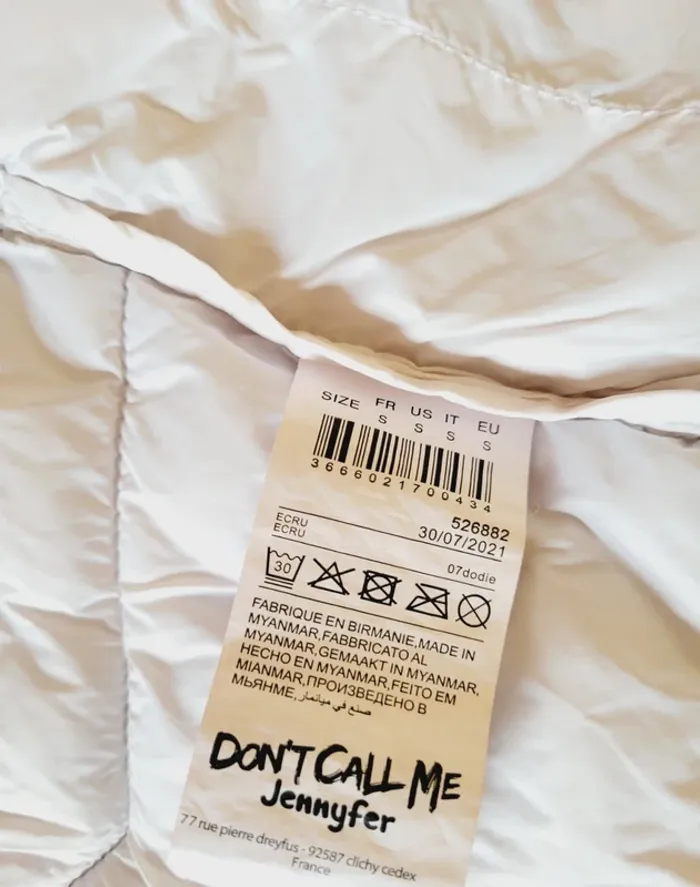 SIZE FR US IT EU
S S S S
3666021700434
ECRU 526882
ECRU 30/07/2021
07dodie
30
FABRIQUE EN BIRMANIE,MADE IN
MYANMAR,FABBRICATO AL
MYANMAR,GEMAAKT IN MYANMAR,
HECHO EN MYANMAR,FEITO EM
MIANMAR,ПРОИЗВЕДЕНО В
МЬЯНМЕ, صنع في ميانمار
DON'T CALL ME
Jennyfer
77 rue pierre dreyfus - 92587 clichy cedex
France